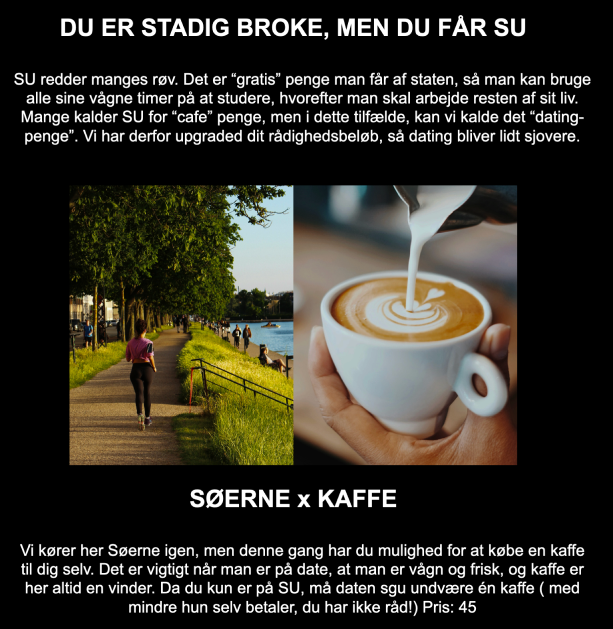 DU ER STADIG BROKE, MEN DU FÅR SU
SU redder manges røv. Det er “gratis” penge man får af staten, så man kan bruge
alle sine vågne timer på at studere, hvorefter man skal arbejde resten af sit liv.
Mange kalder SU for “cafe” penge, men i dette tilfælde, kan vi kalde det “dating-
penge”. Vi har derfor upgraded dit rådighedsbeløb, så dating bliver lidt sjovere.
SØERNE x KAFFE
Vi kører her Søerne igen, men denne gang har du mulighed for at købe en kaffe
til dig selv. Det er vigtigt når man er på date, at man er vågn og frisk, og kaffe er
her altid en vinder. Da du kun er på SU, må daten sgu undvære én kaffe ( med
mindre hun selv betaler, du har ikke råd!) Pris: 45